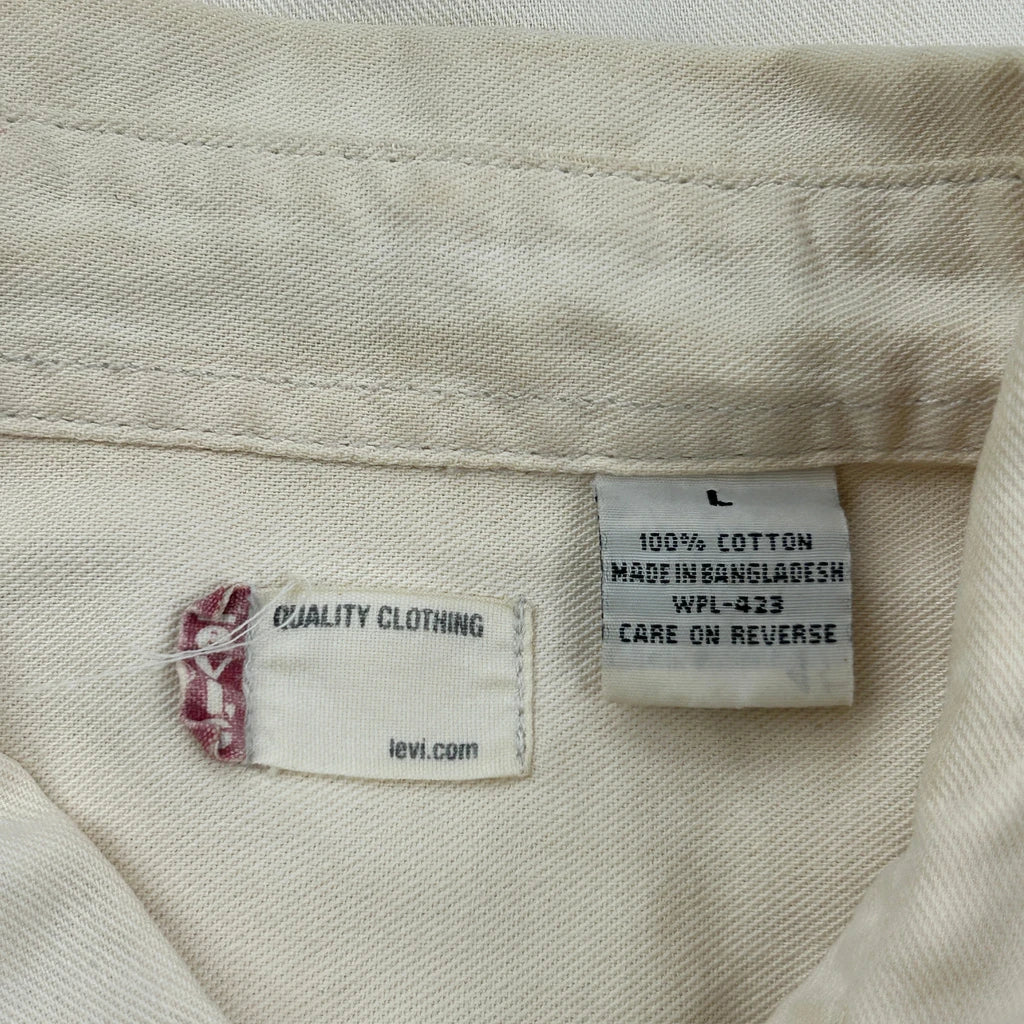 QUALITY CLOTHING
levi.com
L
100% COTTON
MADE IN BANGLADESH
WPL-423
CARE ON REVERSE